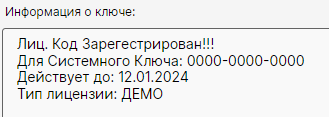 Информация о ключе:
Лиц. Код Зарегестрирован!!!
Для Системного Ключа: 0000-0000-0000
Действует до: 12.01.2024
Тип лицензии: ДЕМО